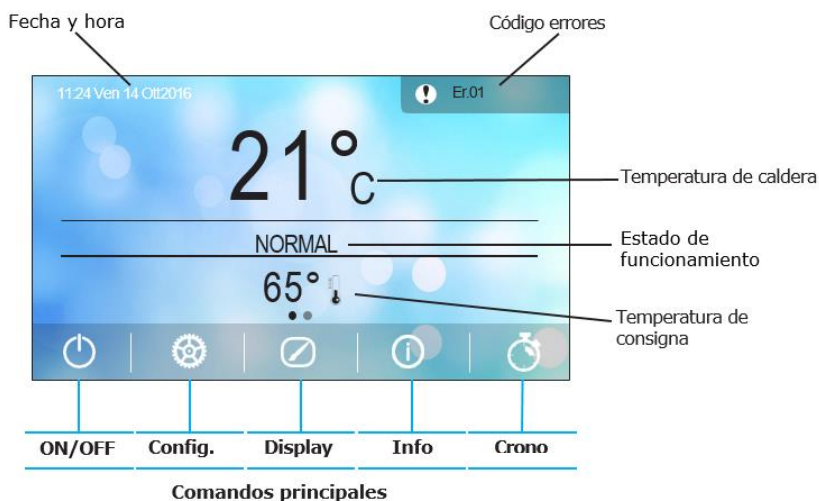 Fecha y hora
Código errores
11:24 Ven 14 Ott2016
Er.01
21°C
Temperatura de caldera
NORMAL
Estado de
funcionamiento
65°
Temperatura de
consigna
ON/OFF Config. Display Info Crono
Comandos principales